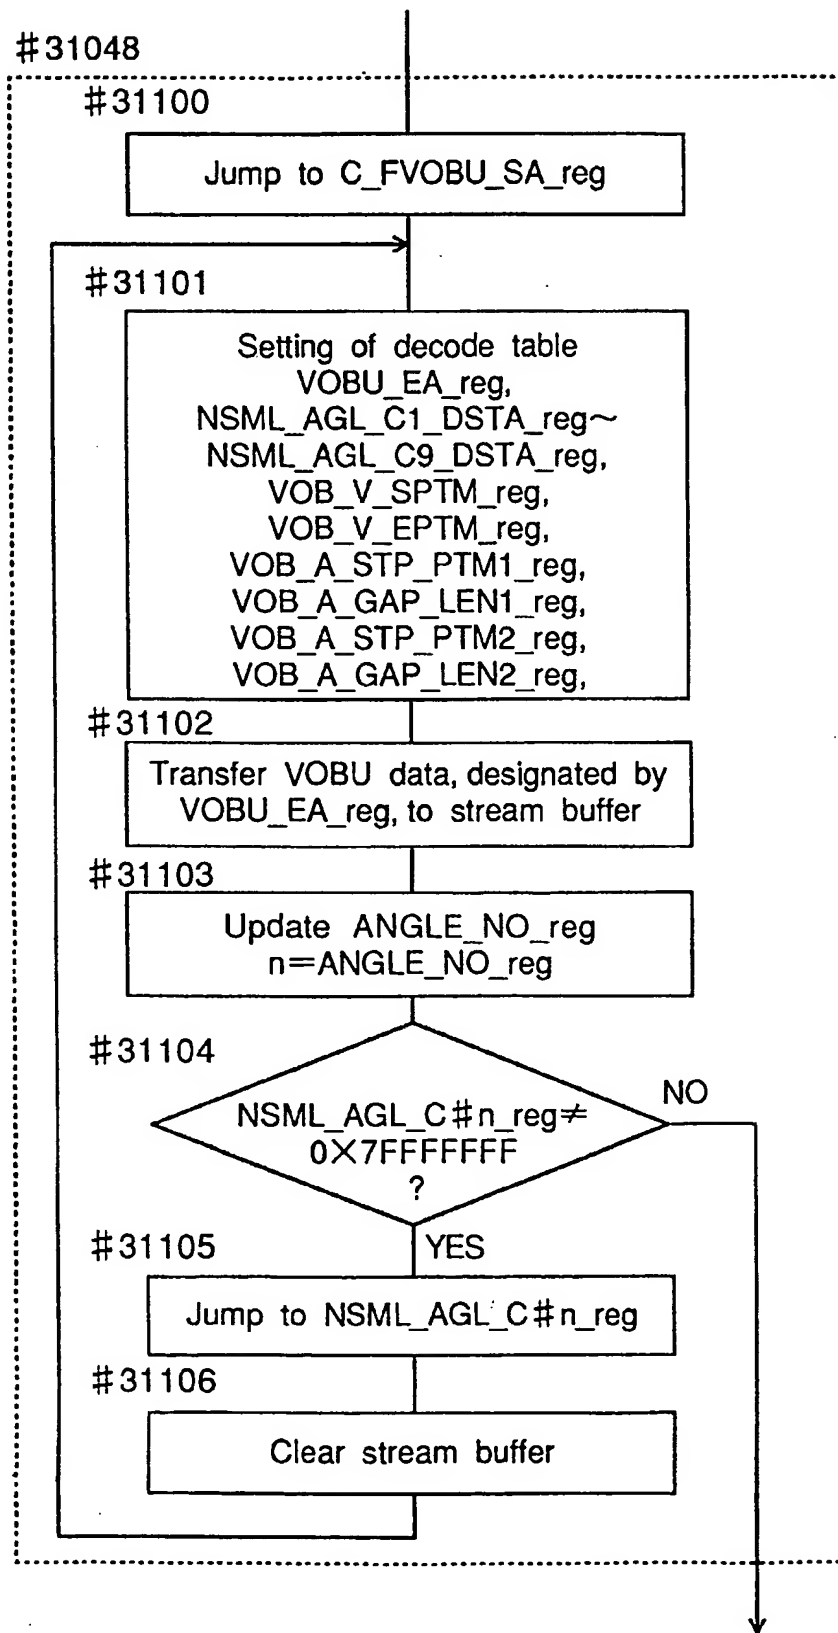 #31048
#31100
Jump to C_FVOBU_SA_reg
#31101
Setting of decode table
VOBU_EA_reg,
NSML_AGL_C1_DSTA_reg~
NSML_AGL_C9_DSTA_reg,
VOB_V_SPTM_reg,
VOB_V_EPTM_reg,
VOB_A_STP_PTM1_reg,
VOB_A_GAP_LEN1_reg,
VOB_A_STP_PTM2_reg,
VOB_A_GAP_LEN2_reg,
#31102
Transfer VOBU data, designated by
VOBU_EA_reg, to stream buffer
#31103
Update ANGLE_NO_reg
n=ANGLE_NO_reg
#31104
NSML_AGL_C#n_reg≠
0X7FFFFFFF
?
NO
YES
#31105
Jump to NSML_AGL_C#n_reg
#31106
Clear stream buffer